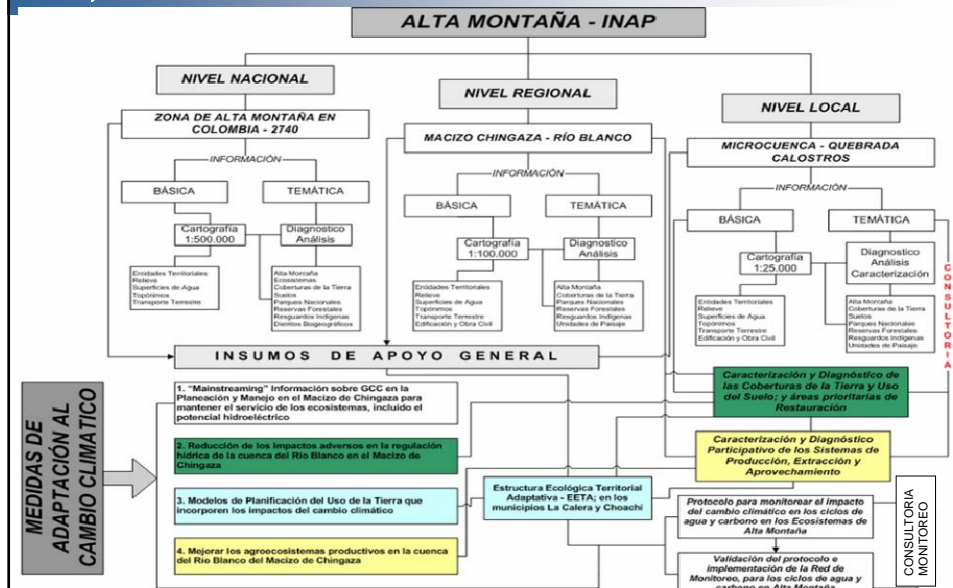 ALTA MONTAÑA - INAP
NIVEL NACIONAL
ZONA DE ALTA MONTAÑA EN
COLOMBIA - 2740
INFORMACIÓN
BÁSICA
TEMÁTICA
Cartografía
1:500.000
Diagnostico
Análisis
Entidades Territoriales
Relieve
Superficies de Agua
Topónimos
Transporte Terrestre
Alta Montaña
Ecosistemas
Coberturas de la Tierra
Suelos
Parques Nacionales
Reservas Forestales
Resguardos Indígenas
Distritos Biogeográficos
NIVEL REGIONAL
MACIZO CHINGAZA - RÍO BLANCO
INFORMACIÓN
BÁSICA
TEMÁTICA
Cartografía
1:100.000
Diagnostico
Análisis
Entidades Territoriales
Relieve
Superficies de Agua
Topónimos
Transporte Terrestre
Edificación y Obra Civil
Alta Montaña
Coberturas de la Tierra
Parques Nacionales
Reservas Forestales
Resguardos Indígenas
Unidades de Paisaje
NIVEL LOCAL
MICROCUENCA - QUEBRADA
CALOSTROS
INFORMACIÓN
BÁSICA
TEMÁTICA
Cartografía
1:25.000
Diagnostico
Análisis
Caracterización
Entidades Territoriales
Relieve
Superficies de Agua
Topónimos
Transporte Terrestre
Edificación y Obra Civil
Alta Montaña
Coberturas de la Tierra
Suelos
Parques Nacionales
Reservas Forestales
Resguardos Indígenas
Unidades de Paisaje
CONSULTORIA
INSUMOS DE APOYO GENERAL
MEDIDAS DE
ADAPTACIÓN AL
CAMBIO CLIMATICO
1. "Mainstreaming" Información sobre GCC en la
Planeación y Manejo en el Macizo de Chingaza para
mantener el servicio de los ecosistemas, incluido el
potencial hidroeléctrico
2. Reducción de los impactos adversos en la regulación
hídrica de la cuenca del Río Blanco en el Macizo de
Chingaza
3. Modelos de Planificación del Uso de la Tierra que
incorporen los impactos del cambio climático
4. Mejorar los agroecosistemas productivos en la cuenca
del Río Blanco del Macizo de Chingaza
Caracterización y Diagnóstico de
las Coberturas de la Tierra y Uso
del Suelo; y áreas prioritarias de
Restauración
Caracterización y Diagnóstico
Participativo de los Sistemas de
Producción, Extracción y
Aprovechamiento
Estructura Ecológica Territorial
Adaptativa - EETA; en los
municipios La Calera y Choachí
Protocolo para monitorear el impacto
del cambio climático en los ciclos de
agua y carbono en los Ecosistemas de
Alta Montaña
Validación del protocolo e
implementación de la Red de
Monitoreo, para los ciclos de agua y
carbono en Alta Montaña
CONSULTORIA
MONITOREO